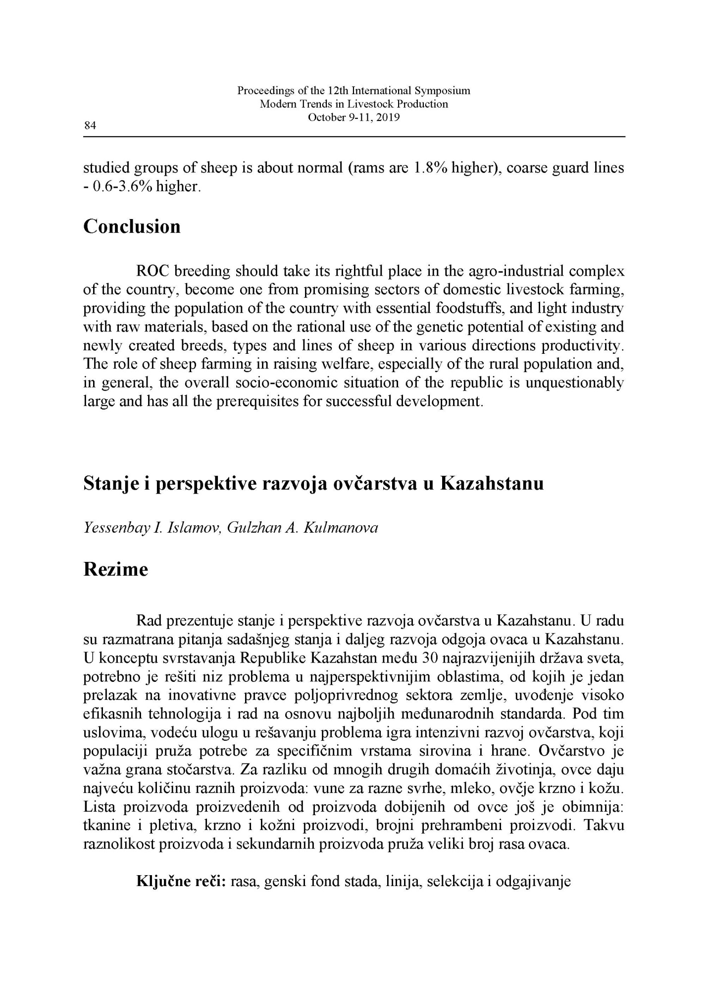 Proceedings of the 12th International Symposium
Modern Trends in Livestock Production
October 9-11, 2019
84
studied groups of sheep is about normal (rams are 1.8% higher), coarse guard lines
- 0.6-3.6% higher.
Conclusion
ROC breeding should take its rightful place in the agro-industrial complex
of the country, become one from promising sectors of domestic livestock farming,
providing the population of the country with essential foodstuffs, and light industry
with raw materials, based on the rational use of the genetic potential of existing and
newly created breeds, types and lines of sheep in various directions productivity.
The role of sheep farming in raising welfare, especially of the rural population and,
in general, the overall socio-economic situation of the republic is unquestionably
large and has all the prerequisites for successful development.
Stanje i perspektive razvoja ovčarstva u Kazahstanu
Yessenbay I. Islamov, Gulzhan A. Kulmanova
Rezime
Rad prezentuje stanje i perspektive razvoja ovčarstva u Kazahstanu. U radu
su razmatrana pitanja sadašnjeg stanja i daljeg razvoja odgoja ovaca u Kazahstanu.
U konceptu svrstavanja Republike Kazahstan među 30 najrazvijenijih država sveta,
potrebno je rešiti niz problema u najperspektivnijim oblastima, od kojih je jedan
prelazak na inovativne pravce poljoprivrednog sektora zemlje, uvođenje visoko
efikasnih tehnologija i rad na osnovu najboljih međunarodnih standarda. Pod tim
uslovima, vodeću ulogu u rešavanju problema igra intenzivni razvoj ovčarstva, koji
populaciji pruža potrebe za specifičnim vrstama sirovina i hrane. Ovčarstvo je
važna grana stočarstva. Za razliku od mnogih drugih domaćih životinja, ovce daju
najveću količinu raznih proizvoda: vune za razne svrhe, mleko, ovčje krzno i kožu.
Lista proizvoda proizvedenih od proizvoda dobijenih od ovce još je obimnija:
tkanine i pletiva, krzno i kožni proizvodi, brojni prehrambeni proizvodi. Takvu
raznolikost proizvoda i sekundarnih proizvoda pruža veliki broj rasa ovaca.
Ključne reči: rasa, genski fond stada, linija, selekcija i odgajivanje